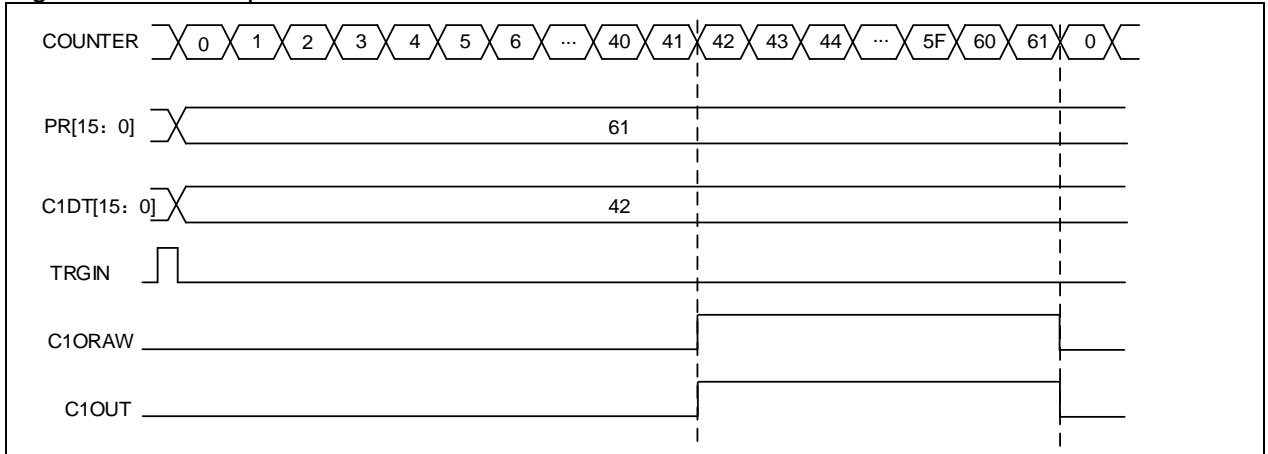 COUNTER 0 1 2 3 4 5 6 ... 40 41 42 43 44 ... 5F 60 61 0
PR[15：0] 61
C1DT[15：0] 42
TRGIN
C1ORAW
C1OUT